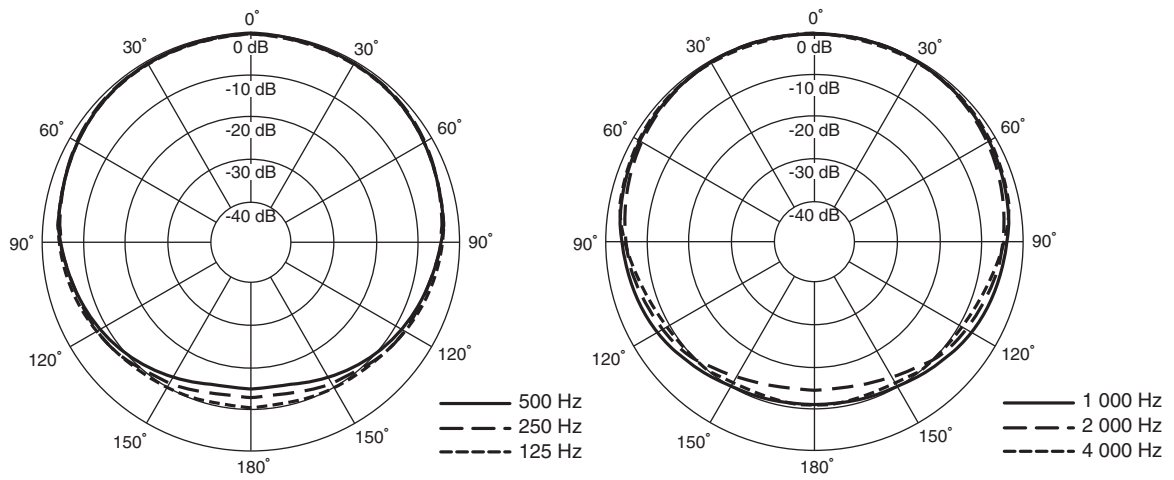 0°
30° 30°
0 dB
-10 dB
60° 60°
-20 dB
-30 dB
-40 dB
90° 90°
120° 120°
150° 150°
180°
500 Hz
250 Hz
125 Hz
0°
30° 30°
0 dB
-10 dB
60° 60°
-20 dB
-30 dB
-40 dB
90° 90°
120° 120°
150° 150°
180°
1 000 Hz
2 000 Hz
4 000 Hz